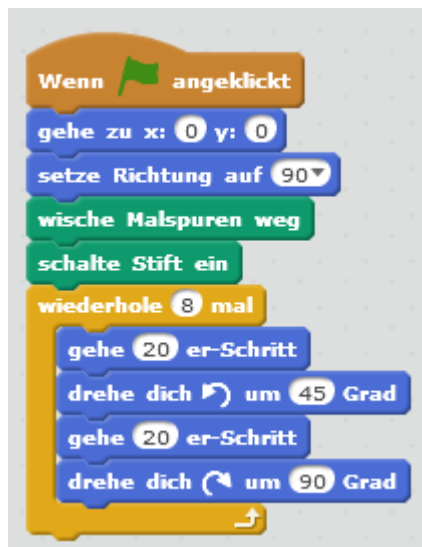 Wenn angeklickt
gehe zu x: 0 y: 0
setze Richtung auf 90
wische Malspuren weg
schalte Stift ein
wiederhole 8 mal
gehe 20 er-Schritt
drehe dich um 45 Grad
gehe 20 er-Schritt
drehe dich um 90 Grad